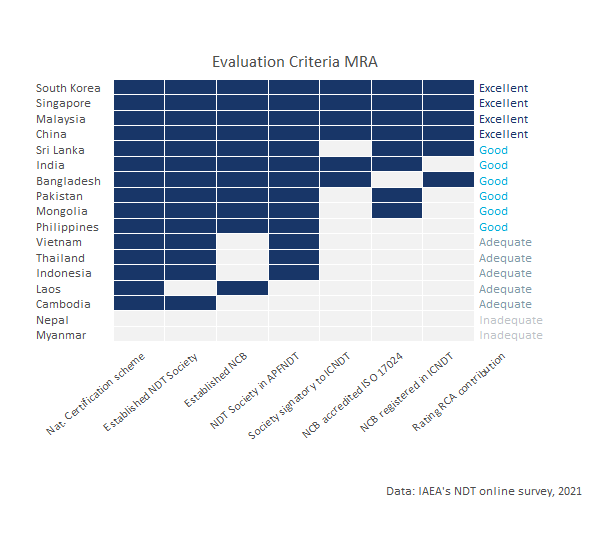 Evaluation Criteria MRA
South Korea Excellent
Singapore Excellent
Malaysia Excellent
China Excellent
Sri Lanka Good
India Good
Bangladesh Good
Pakistan Good
Mongolia Good
Philippines Good
Vietnam Adequate
Thailand Adequate
Indonesia Adequate
Laos Adequate
Cambodia Adequate
Nepal Inadequate
Myanmar Inadequate
Nat. Certification scheme
Established NDT Society
Established NCB
NDT Society in APFNDT
Society signatory to ICNDT
NCB accredited ISO 17024
NCB registered in ICNDT
Rating RCA contribution
Data: IAEA's NDT online survey, 2021